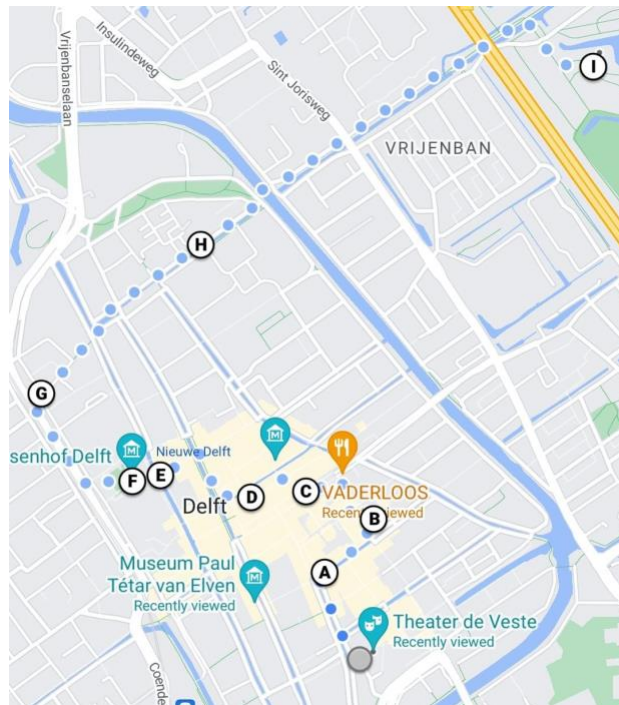 Insulindeweg
Vrijenbanselaan
Sint Jorisweg
I
VRIJENBAN
H
G
senhof Delft
Nieuwe Delft
F
E
D
C
VADERLOOS
Recently viewed
Delft
B
Museum Paul
Tétar van Elven
Recently viewed
A
Theater de Veste
Recently viewed
Coende